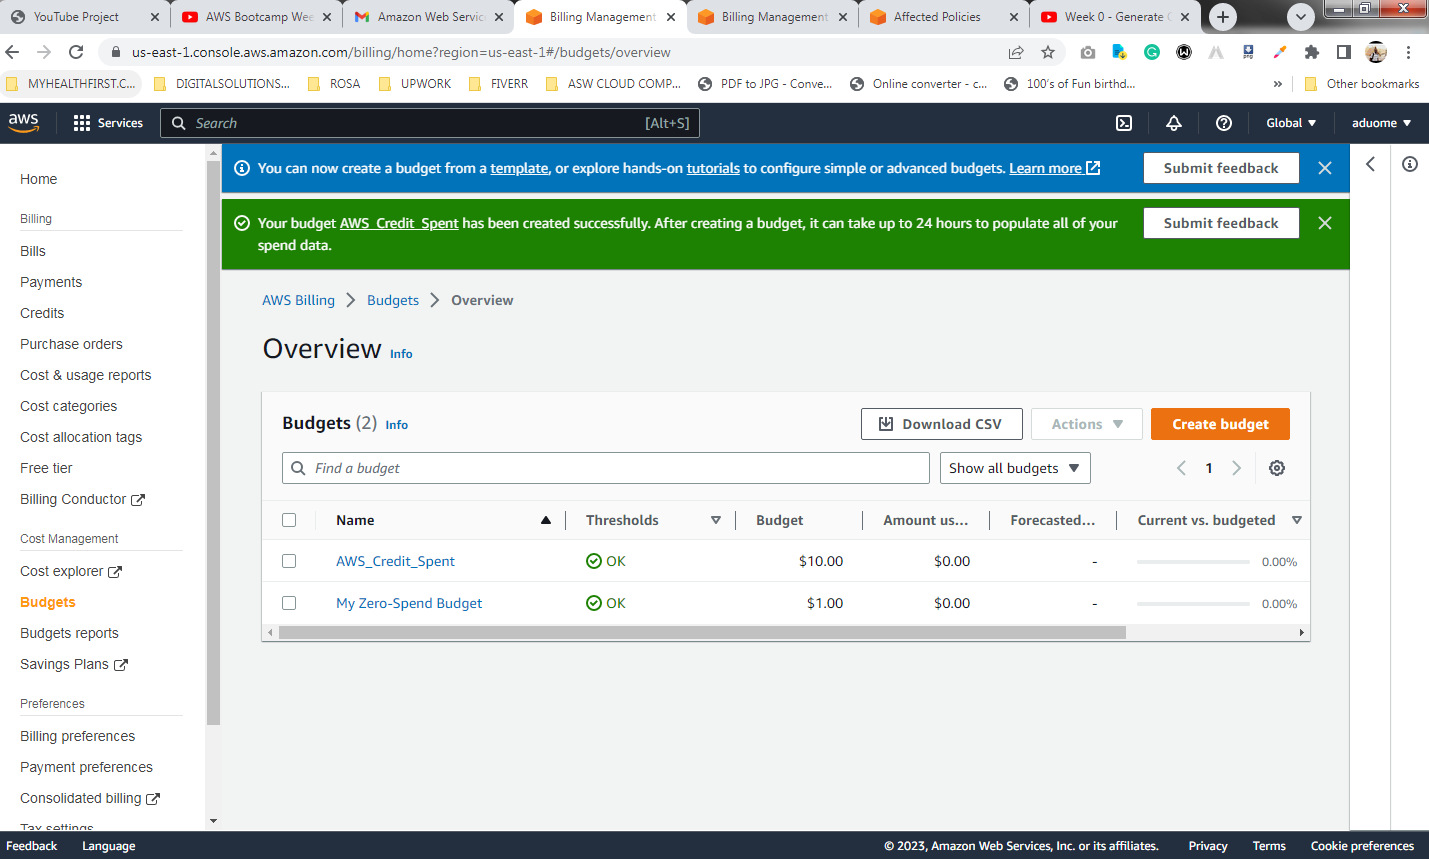 YouTube Project
AWS Bootcamp Wee
Amazon Web Servic
Billing Management
Billing Management
Affected Policies
Week 0 - Generate C
us-east-1.console.aws.amazon.com/billing/home?region=us-east-1#/budgets/overview
MYHEALTHFIRST.C...
DIGITALSOLUTIONS...
ROSA
UPWORK
FIVERR
ASW CLOUD COMP...
PDF to JPG - Conve...
Online converter - c...
100's of Fun birthd...
»
Other bookmarks
aws
Services
Search
[Alt+S]
Global
aduome
Home
Billing
Bills
Payments
Credits
Purchase orders
Cost & usage reports
Cost categories
Cost allocation tags
Free tier
Billing Conductor
Cost Management
Cost explorer
Budgets
Budgets reports
Savings Plans
Preferences
Billing preferences
Payment preferences
Consolidated billing
Tax settings
You can now create a budget from a template, or explore hands-on tutorials to configure simple or advanced budgets. Learn more
Submit feedback
Your budget AWS_Credit_Spent has been created successfully. After creating a budget, it can take up to 24 hours to populate all of your
spend data.
Submit feedback
AWS Billing > Budgets > Overview
Overview Info
Budgets (2) Info
Download CSV
Actions
Create budget
Find a budget
Show all budgets
1
Name Thresholds Budget Amount us... Forecasted... Current vs. budgeted
AWS_Credit_Spent OK $10.00 $0.00 - 0.00%
My Zero-Spend Budget OK $1.00 $0.00 - 0.00%
Feedback
Language
© 2023, Amazon Web Services, Inc. or its affiliates.
Privacy
Terms
Cookie preferences